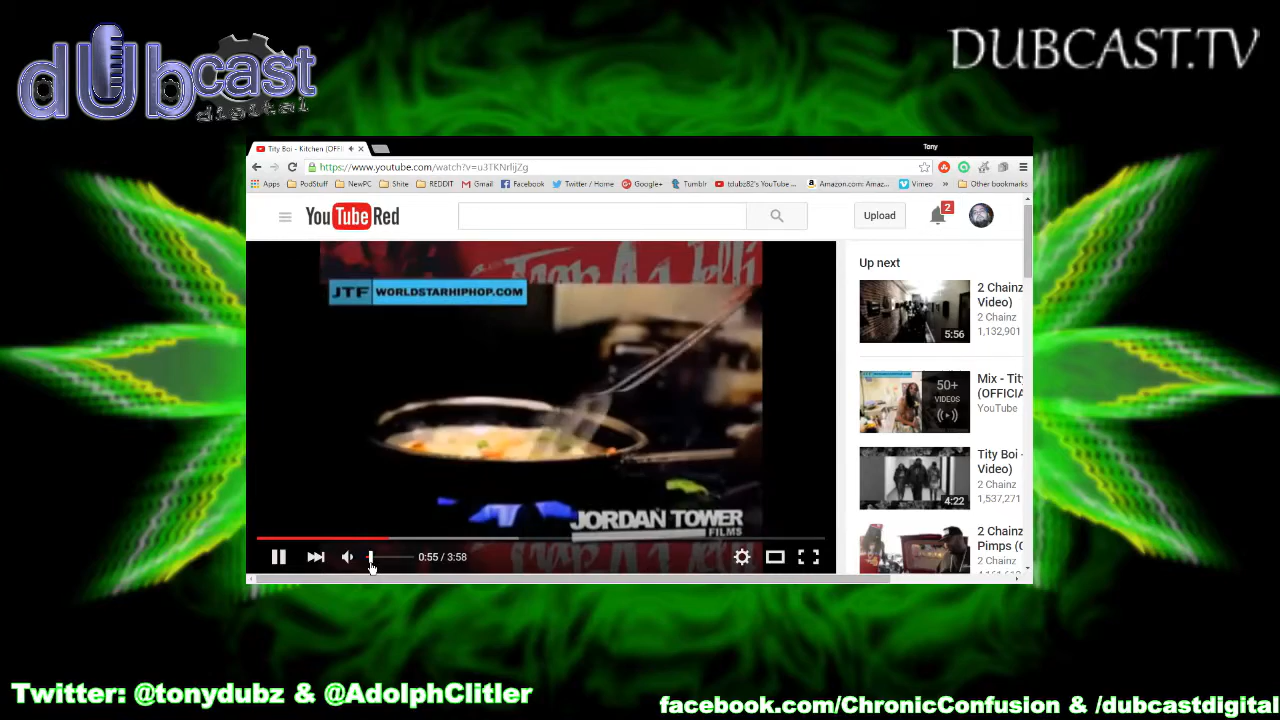 dUbcast
digital
DUBCAST.TV
Tity Boi - Kitchen (OFFI
Tony
https://www.youtube.com/watch?v=u3TKNrIijZg
Apps PodStuff NewPC Shite REDDIT Gmail Facebook Twitter / Home Google+ Tumblr tdubz82's YouTube ... Amazon.com: Amaz... Vimeo » Other bookmarks
YouTube Red
Upload
2
JTF WORLDSTARHIPHOP.COM
JORDAN TOWER
FILMS
0:55 / 3:58
Up next
5:56
2 Chainz
Video)
2 Chainz
1,132,901
50+
VIDEOS
Mix - Tity
(OFFICIA
YouTube
4:22
Tity Boi -
Video)
2 Chainz
1,537,271
2 Chainz
Pimps (O
Twitter: @tonydubz & @AdolphClitler
facebook.com/ChronicConfusion & /dubcastdigital